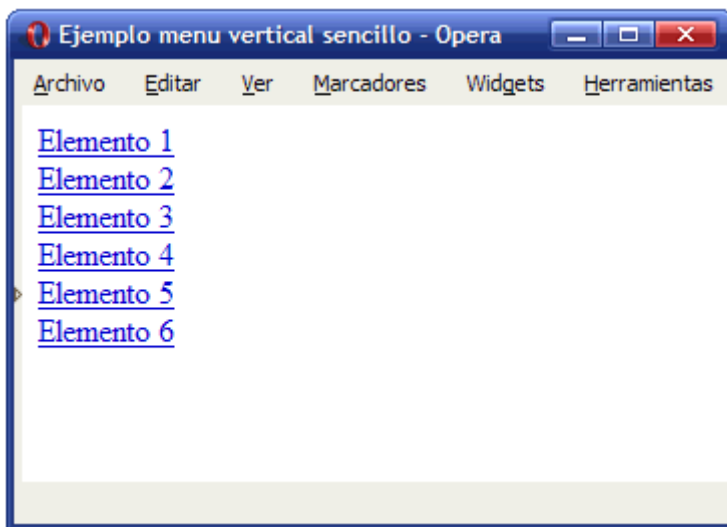 Ejemplo menu vertical sencillo - Opera
Archivo Editar Ver Marcadores Widgets Herramientas
Elemento 1
Elemento 2
Elemento 3
Elemento 4
Elemento 5
Elemento 6